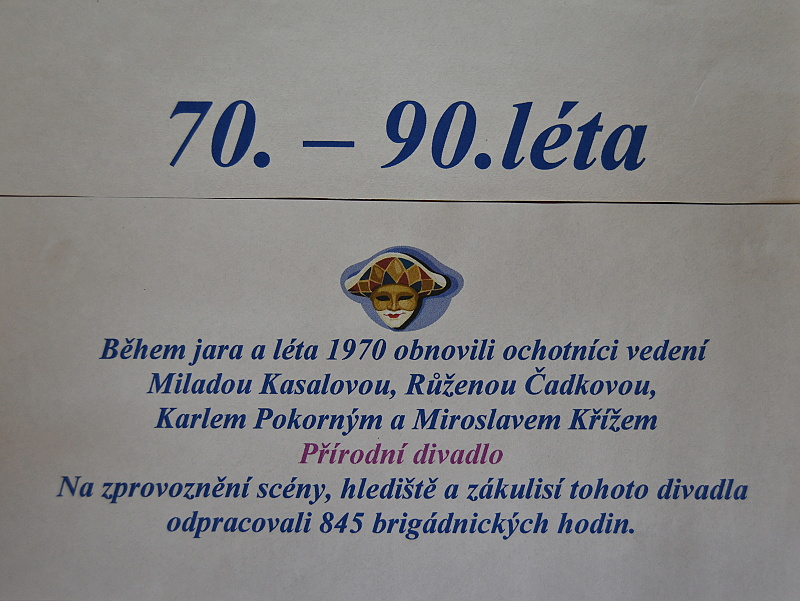 70. – 90.léta
Během jara a léta 1970 obnovili ochotníci vedení
Miladou Kasalovou, Růženou Čadkovou,
Karlem Pokorným a Miroslavem Křížem
Přírodní divadlo
Na zprovoznění scény, hlediště a zákulisí tohoto divadla
odpracovali 845 brigádnických hodin.